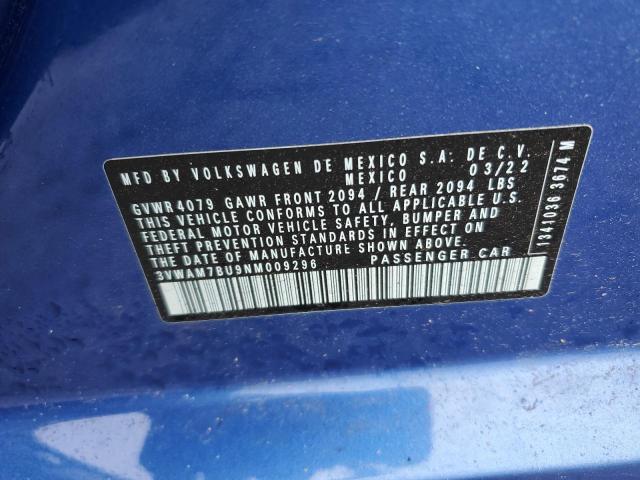 MFD BY VOLKSWAGEN DE MEXICO S.A. DE C.V.
MEXICO 03/22
GVWR 4079 GAWR FRONT 2094 / REAR 2094 LBS
THIS VEHICLE CONFORMS TO ALL APPLICABLE U.S.
FEDERAL MOTOR VEHICLE SAFETY, BUMPER AND
THEFT PREVENTION STANDARDS IN EFFECT ON THE
DATE OF MANUFACTURE SHOWN ABOVE.
3VWAM7BU9NM009296 PASSENGER CAR
1341036 3674 M